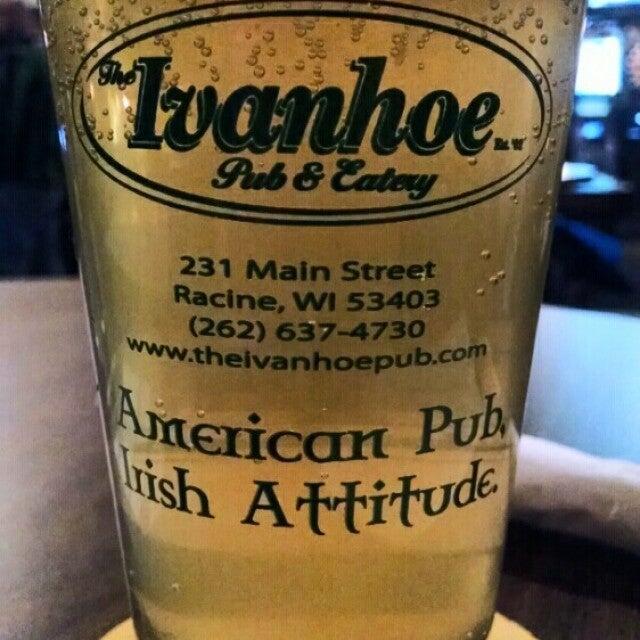 The Ivanhoe
Pub & Eatery
231 Main Street
Racine, WI 53403
(262) 637-4730
www.theivanhoepub.com
American Pub.
Irish Attitude.